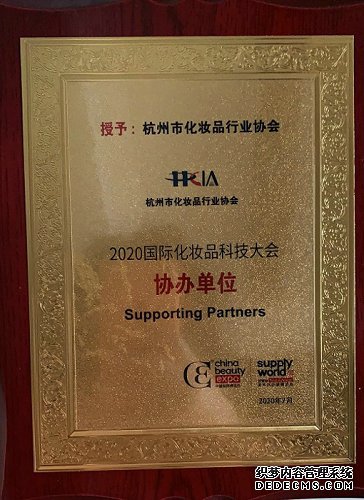 授予：杭州市化妆品行业协会
HCIA
杭州市化妆品行业协会
2020国际化妆品科技大会
协办单位
Supporting Partners
china
beauty
expo
supply
world
2020年7月
织梦内容管理系统
DEDECMS.COM